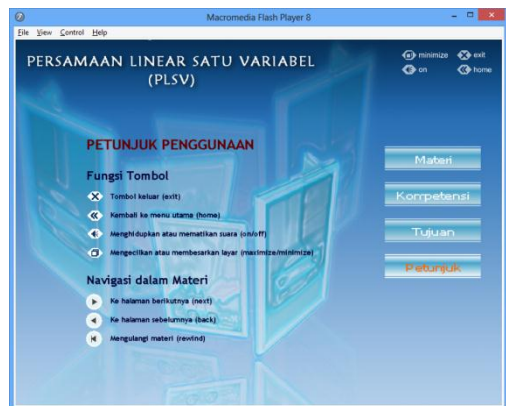 Macromedia Flash Player 8
File View Control Help
PERSAMAAN LINEAR SATU VARIABEL
(PLSV)
minimize exit
on home
PETUNJUK PENGGUNAAN
Fungsi Tombol
Tombol keluar (exit)
Kembali ke menu utama (home)
Menghidupkan atau mematikan suara (on/off)
Mengecilkan atau membesarkan layar (maximize/minimize)
Navigasi dalam Materi
Ke halaman berikutnya (next)
Ke halaman sebelumnya (back)
Mengulangi materi (rewind)
Materi
Kompetensi
Tujuan
Petunjuk